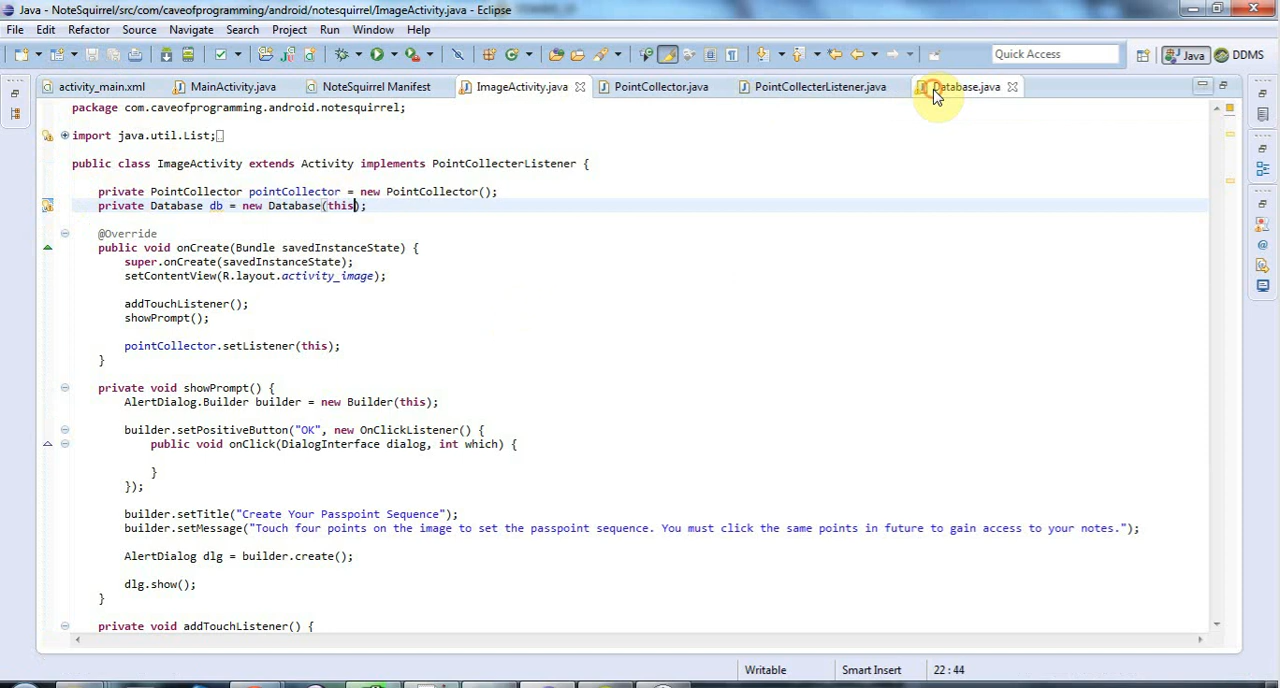 Java - NoteSquirrel/src/com/caveofprogramming/android/notesquirrel/ImageActivity.java - Eclipse
File Edit Refactor Source Navigate Search Project Run Window Help
Quick Access Java DDMS
activity_main.xml MainActivity.java NoteSquirrel Manifest ImageActivity.java PointCollector.java PointCollecterListener.java Database.java
package com.caveofprogramming.android.notesquirrel;
import java.util.List;
public class ImageActivity extends Activity implements PointCollecterListener {
private PointCollector pointCollector = new PointCollector();
private Database db = new Database(this);
@Override
public void onCreate(Bundle savedInstanceState) {
super.onCreate(savedInstanceState);
setContentView(R.layout.activity_image);
addTouchListener();
showPrompt();
pointCollector.setListener(this);
}
private void showPrompt() {
AlertDialog.Builder builder = new Builder(this);
builder.setPositiveButton("OK", new OnClickListener() {
public void onClick(DialogInterface dialog, int which) {
}
});
builder.setTitle("Create Your Passpoint Sequence");
builder.setMessage("Touch four points on the image to set the passpoint sequence. You must click the same points in future to gain access to your notes.");
AlertDialog dlg = builder.create();
dlg.show();
}
private void addTouchListener() {
Writable Smart Insert 22 : 44